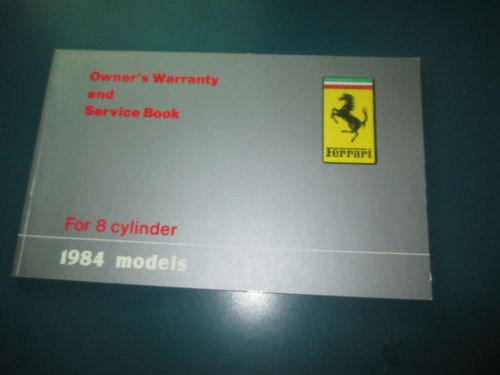 Owner's Warranty
and
Service Book
Ferrari
For 8 cylinder
1984 models